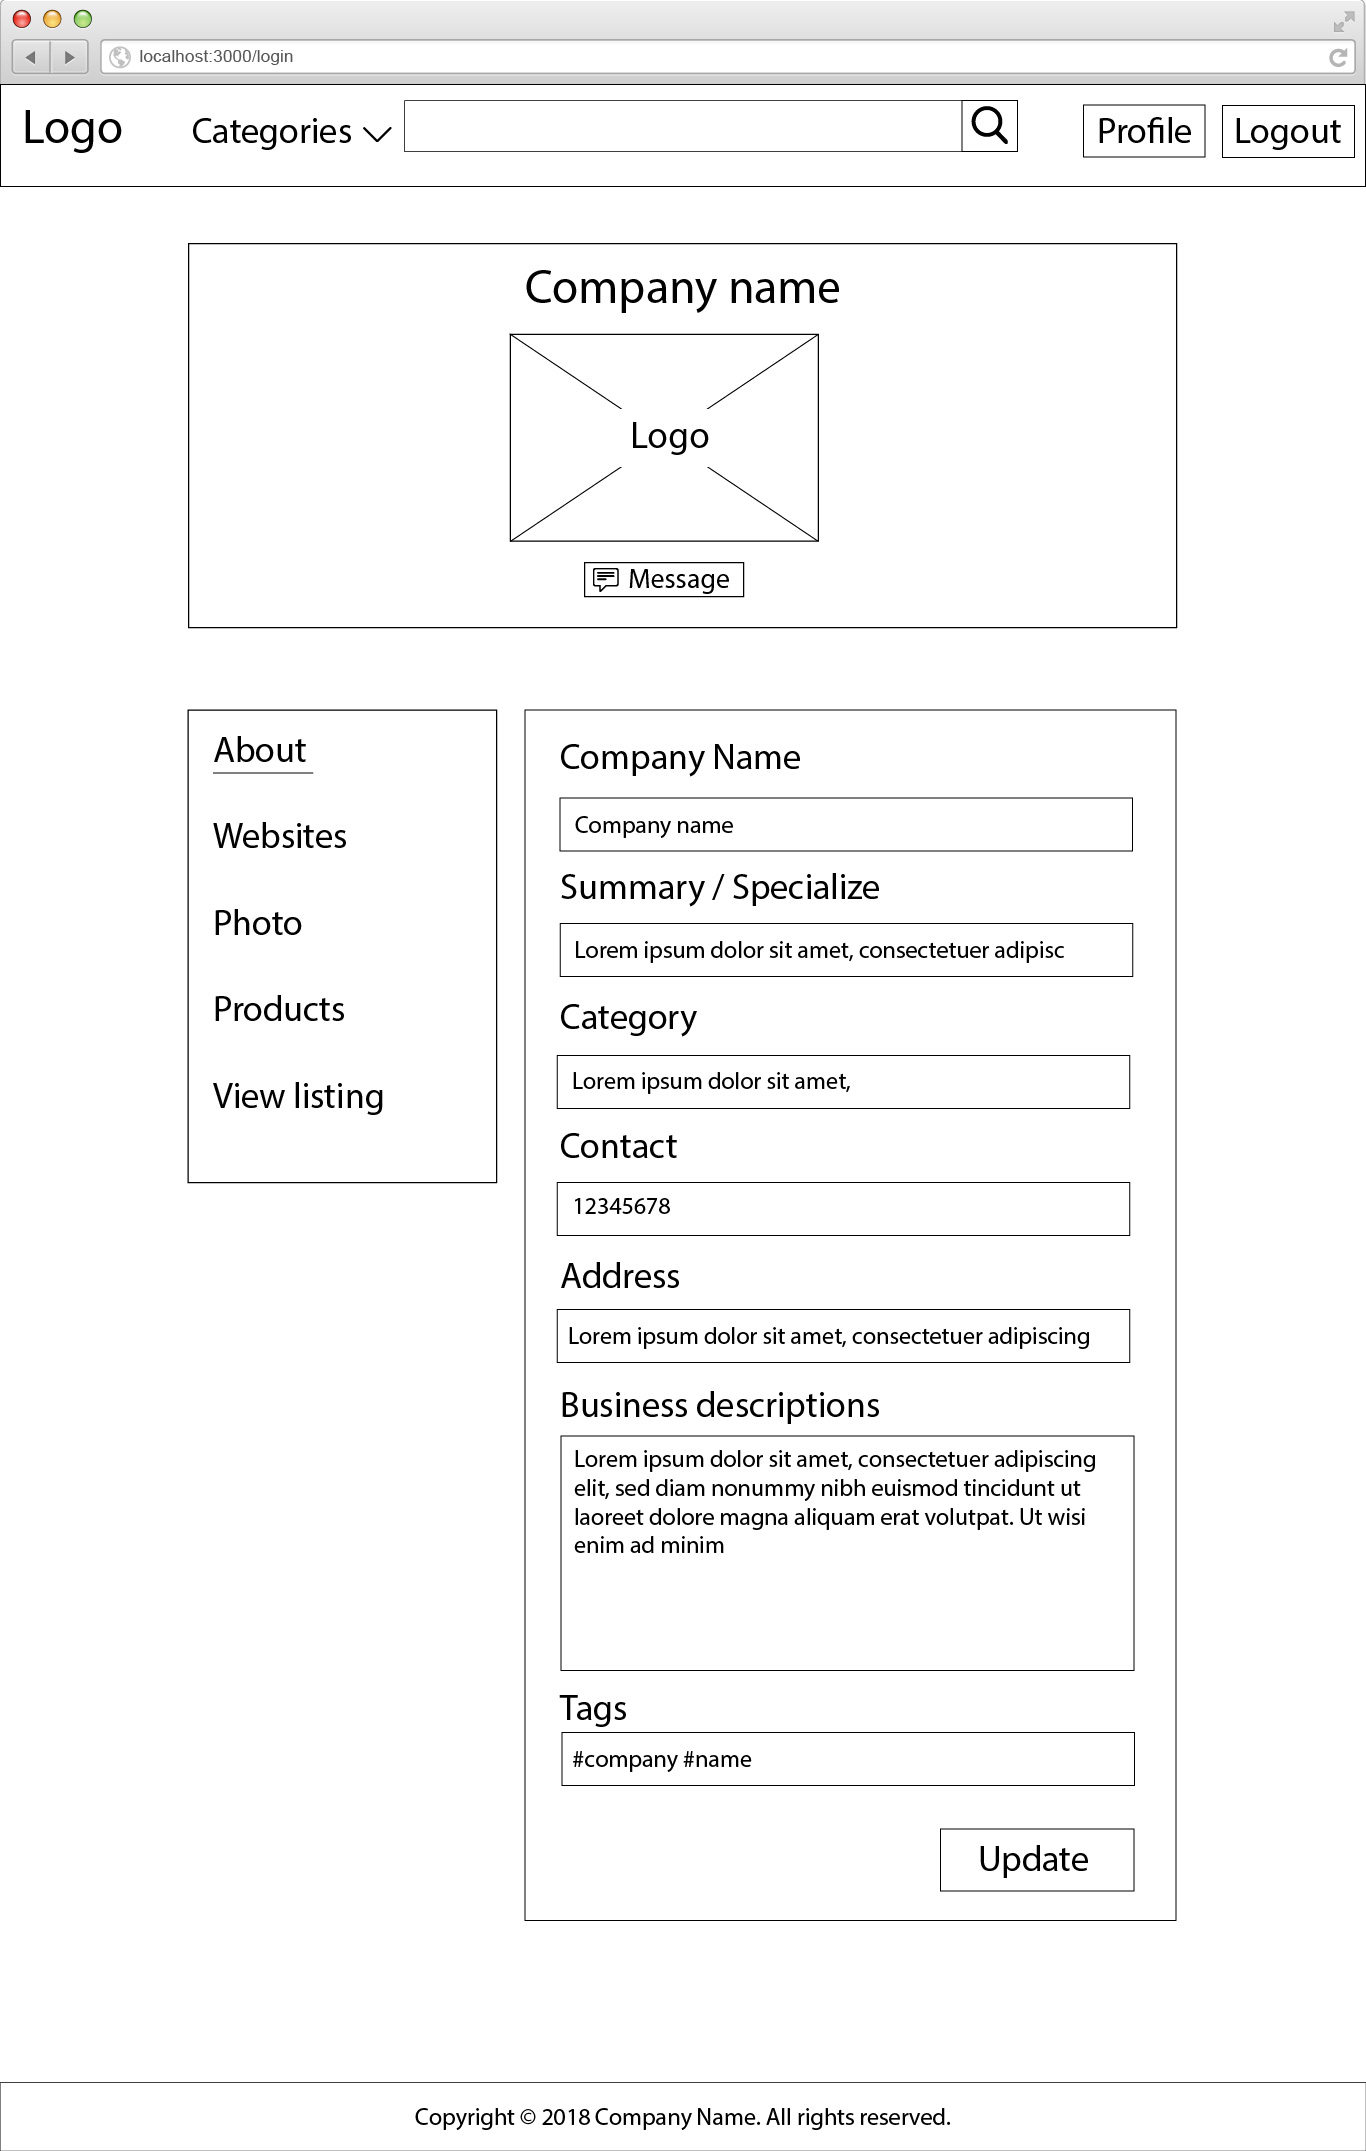 localhost:3000/login
Logo
Categories
Profile
Logout
Company name
Logo
Message
About
Websites
Photo
Products
View listing
Company Name
Company name
Summary / Specialize
Lorem ipsum dolor sit amet, consectetuer adipisc
Category
Lorem ipsum dolor sit amet,
Contact
12345678
Address
Lorem ipsum dolor sit amet, consectetuer adipiscing
Business descriptions
Lorem ipsum dolor sit amet, consectetuer adipiscing
elit, sed diam nonummy nibh euismod tincidunt ut
laoreet dolore magna aliquam erat volutpat. Ut wisi
enim ad minim
Tags
#company #name
Update
Copyright © 2018 Company Name. All rights reserved.